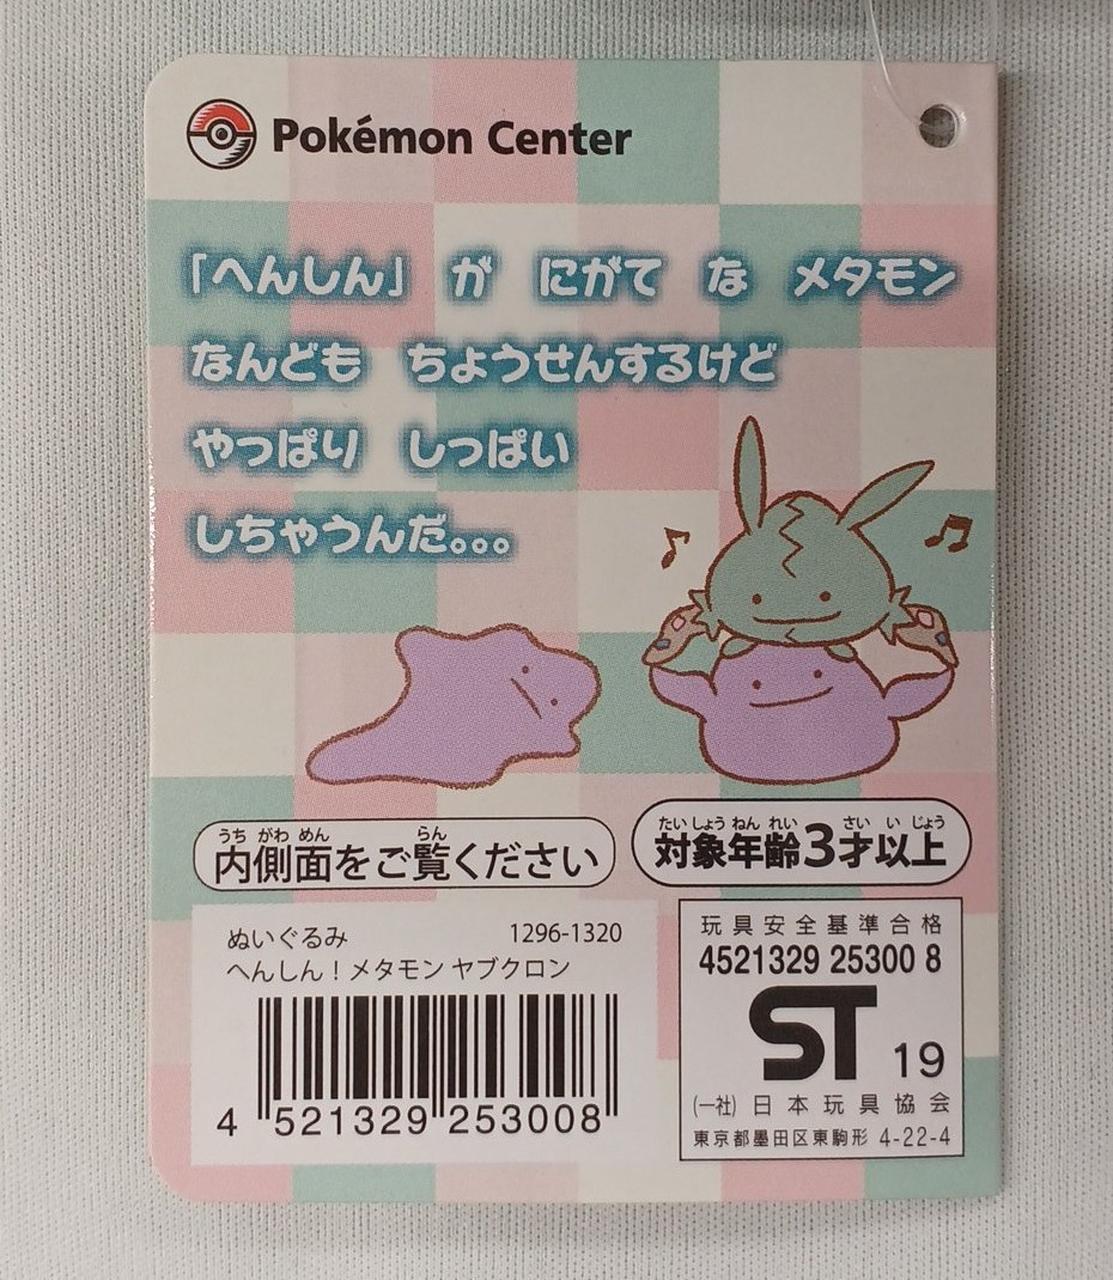 Pokémon Center
「へんしん」 が にがて な メタモン
なんども ちょうせんするけど
やっぱり しっぱい
しちゃうんだ。。。
うち がわ めん らん
内側面をご覧ください
たい しょう ねん れい さい い じょう
対象年齢3才以上
ぬいぐるみ 1296-1320
へんしん！メタモン ヤブクロン
4 521329 253008
玩具安全基準合格
4521329 25300 8
ST 19
(一社) 日本玩具協会
東京都墨田区東駒形 4-22-4